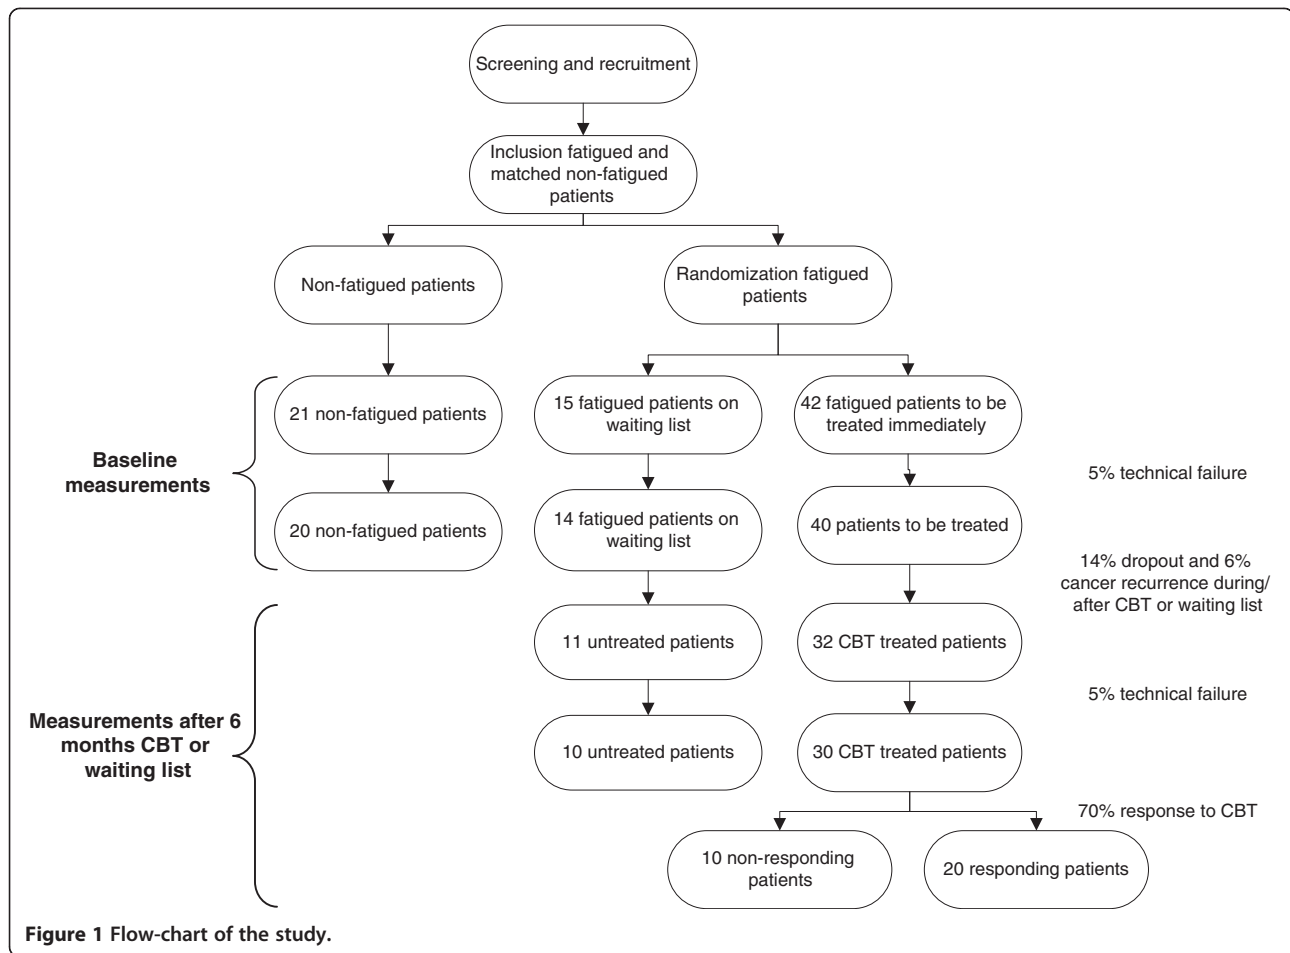 Screening and recruitment
Inclusion fatigued and
matched non-fatigued
patients
Non-fatigued patients
Randomization fatigued
patients
Baseline
measurements
21 non-fatigued patients
15 fatigued patients on
waiting list
42 fatigued patients to be
treated immediately
5% technical failure
20 non-fatigued patients
14 fatigued patients on
waiting list
40 patients to be treated
14% dropout and 6%
cancer recurrence during/
after CBT or waiting list
Measurements after 6
months CBT or
waiting list
11 untreated patients
32 CBT treated patients
5% technical failure
10 untreated patients
30 CBT treated patients
70% response to CBT
10 non-responding
patients
20 responding patients
Figure 1 Flow-chart of the study.